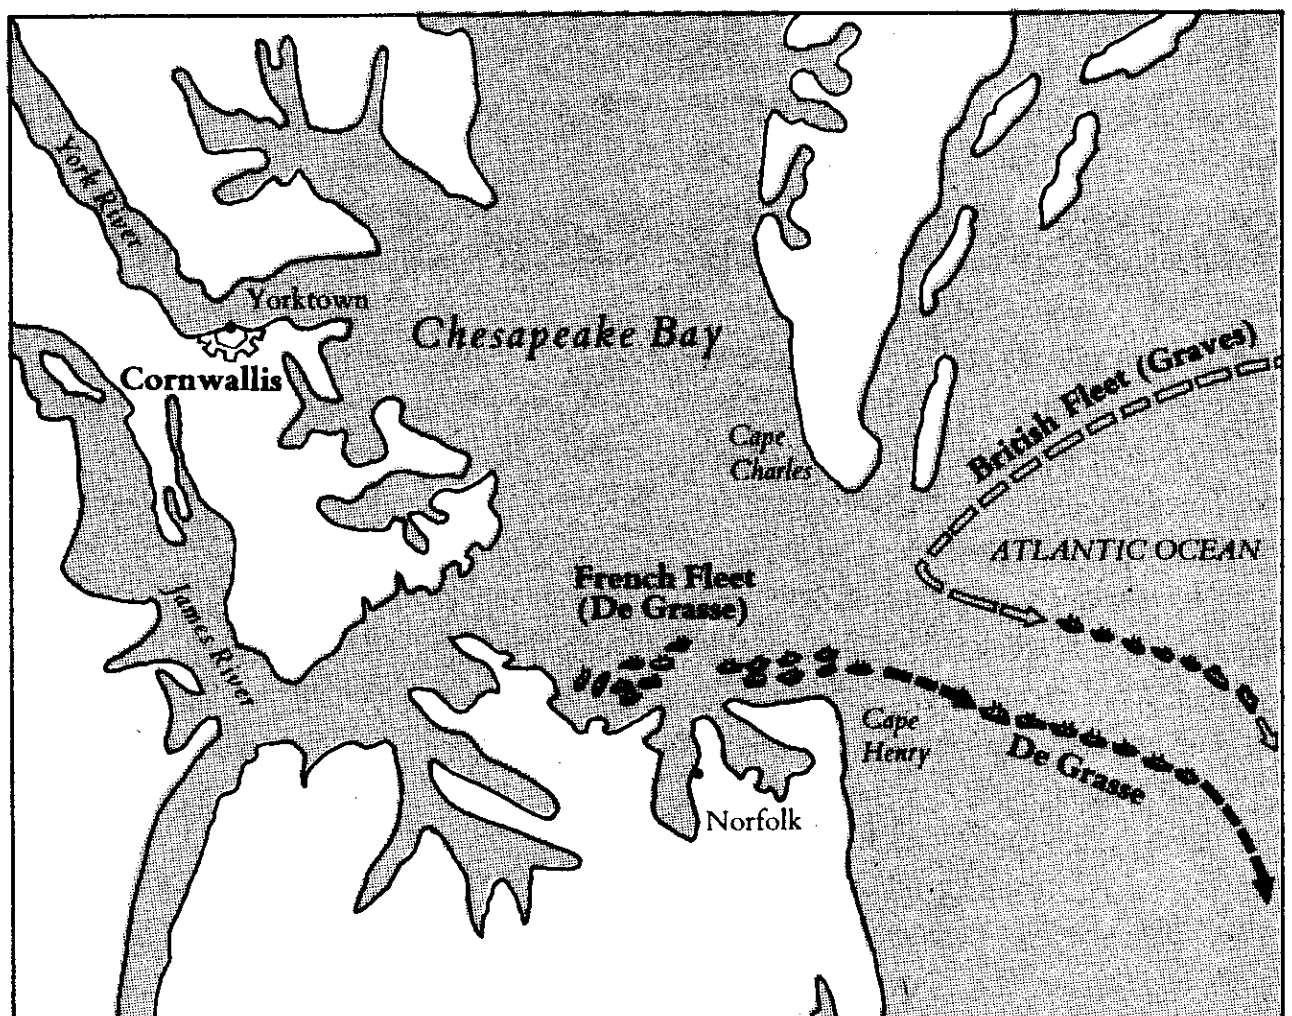 York River
Yorktown
Chesapeake Bay
Cornwallis
British Fleet (Graves)
Cape
Charles
ATLANTIC OCEAN
French Fleet
(De Grasse)
James River
Cape
Henry
De Grasse
Norfolk